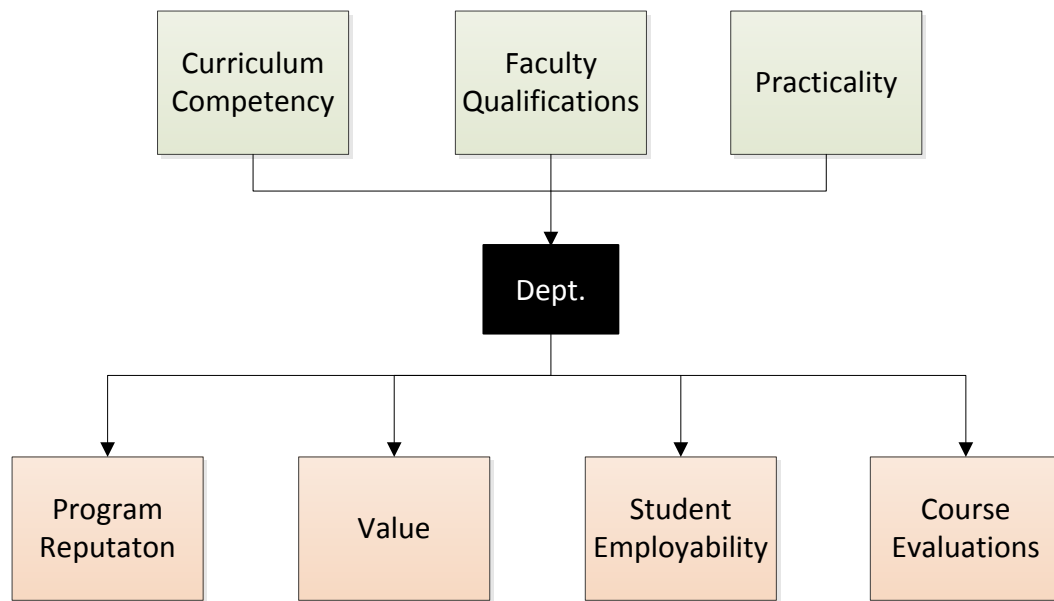 Curriculum
Competency
Faculty
Qualifications
Practicality
Dept.
Program
Reputaton
Value
Student
Employability
Course
Evaluations